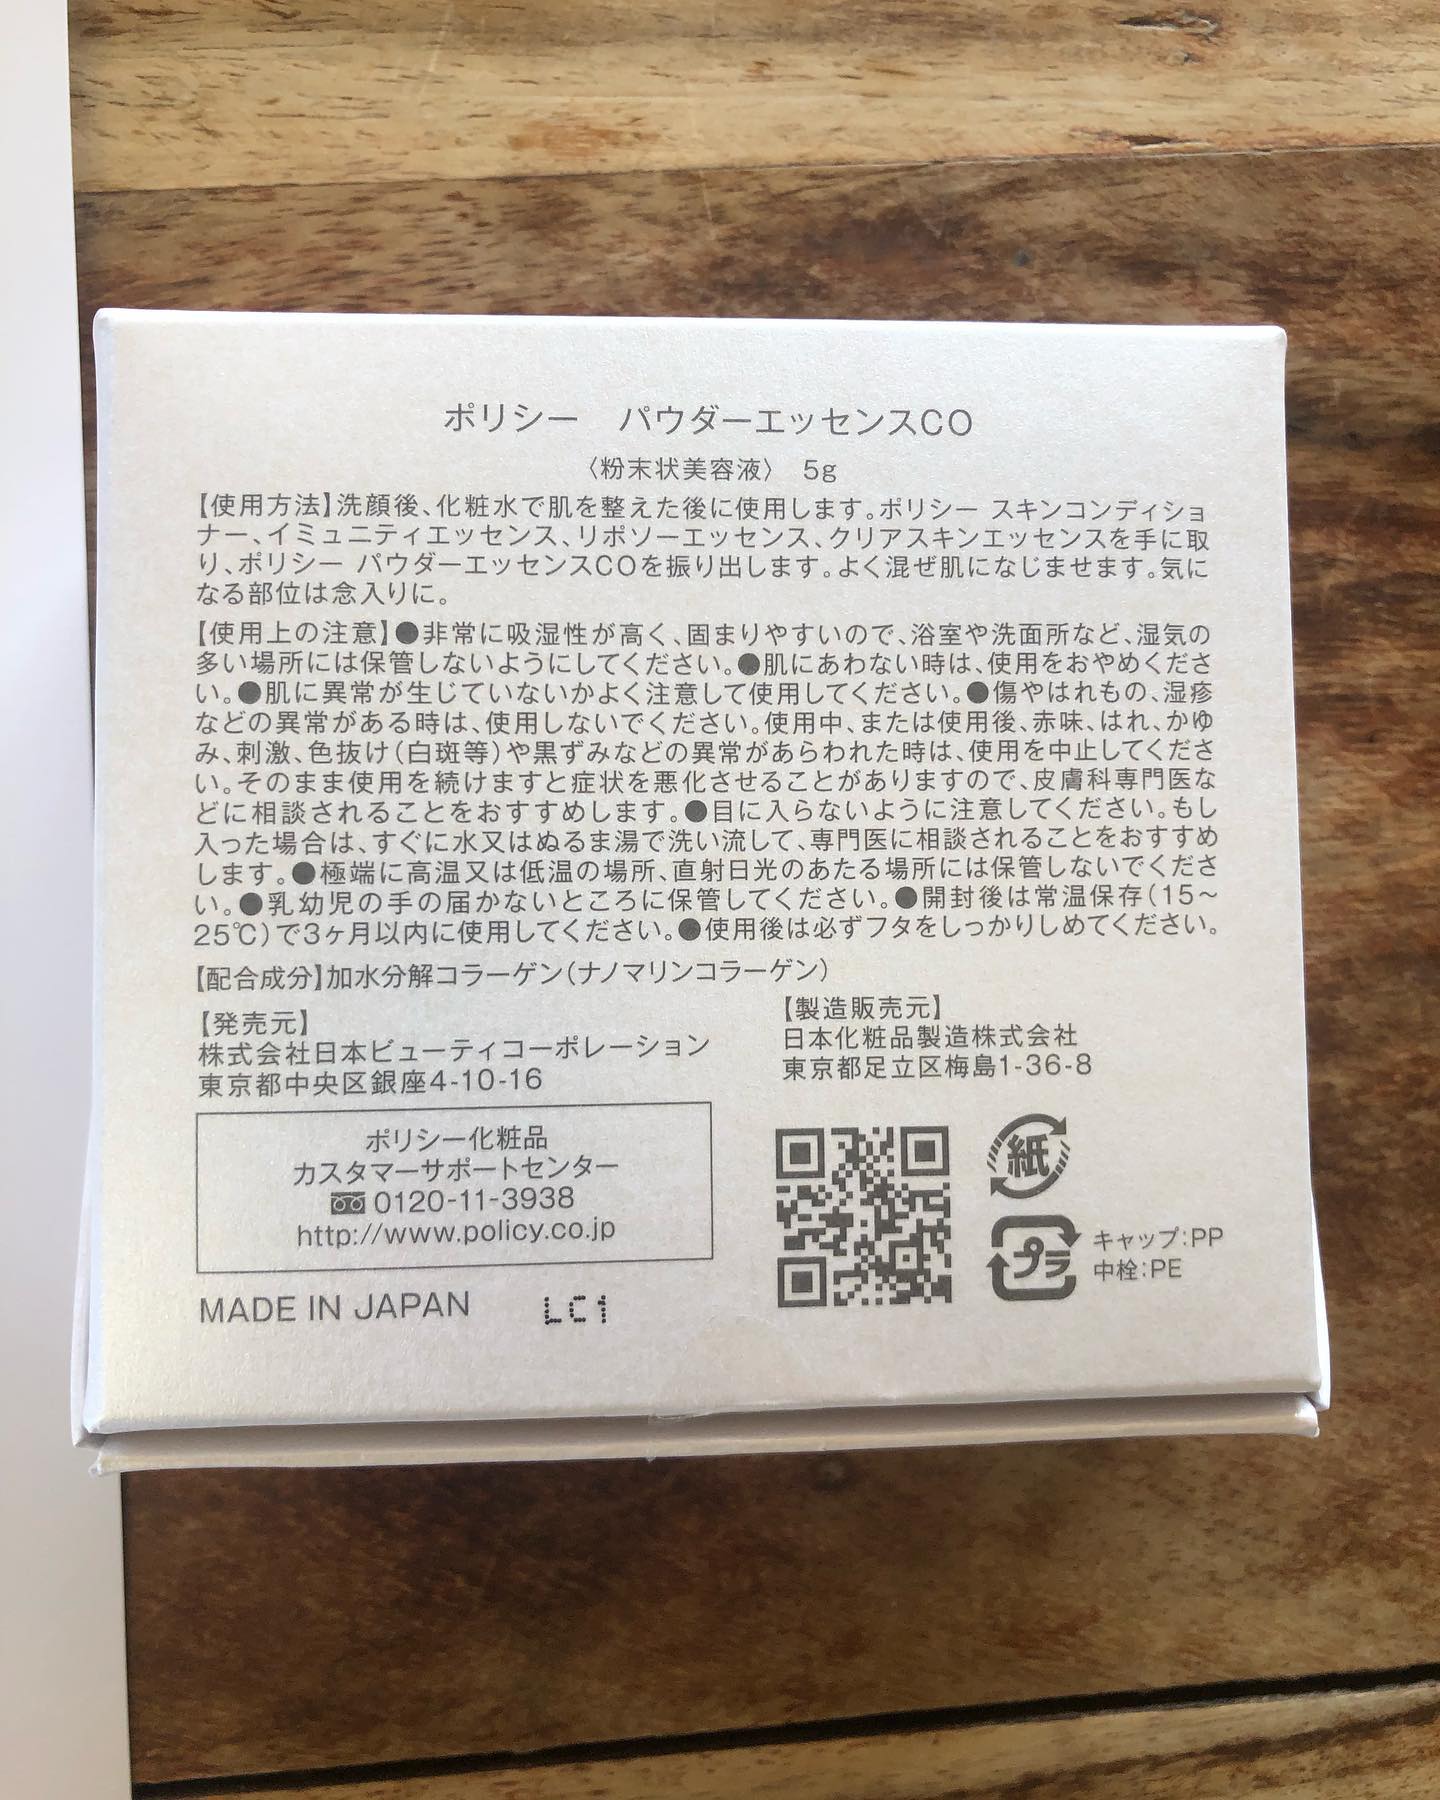 ポリシー　パウダーエッセンスCO
〈粉末状美容液〉 5g
【使用方法】洗顔後、化粧水で肌を整えた後に使用します。ポリシー スキンコンディショ
ナー、イミュニティエッセンス、リポソーエッセンス、クリアスキンエッセンスを手に取
り、ポリシー パウダーエッセンスCOを振り出します。よく混ぜ肌になじませます。気に
なる部位は念入りに。
【使用上の注意】●非常に吸湿性が高く、固まりやすいので、浴室や洗面所など、湿気の
多い場所には保管しないようにしてください。●肌にあわない時は、使用をおやめくださ
い。●肌に異常が生じていないかよく注意して使用してください。●傷やはれもの、湿疹
などの異常がある時は、使用しないでください。使用中、または使用後、赤味、はれ、かゆ
み、刺激、色抜け(白斑等)や黒ずみなどの異常があらわれた時は、使用を中止してくださ
い。そのまま使用を続けますと症状を悪化させることがありますので、皮膚科専門医な
どに相談されることをおすすめします。●目に入らないように注意してください。もし
入った場合は、すぐに水又はぬるま湯で洗い流して、専門医に相談されることをおすすめ
します。●極端に高温又は低温の場所、直射日光のあたる場所には保管しないでくださ
い。●乳幼児の手の届かないところに保管してください。●開封後は常温保存(15～
25℃)で3ヶ月以内に使用してください。●使用後は必ずフタをしっかりしめてください。
【配合成分】加水分解コラーゲン(ナノマリンコラーゲン)
【発売元】
株式会社日本ビューティコーポレーション
東京都中央区銀座4-10-16
【製造販売元】
日本化粧品製造株式会社
東京都足立区梅島1-36-8
ポリシー化粧品
カスタマーサポートセンター
0120-11-3938
http://www.policy.co.jp
紙
プラ
キャップ:PP
中栓:PE
MADE IN JAPAN
LC1